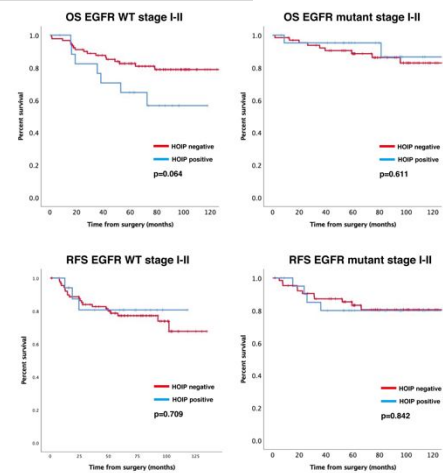 OS EGFR WT stage I-II
Percent survival
1.0
0.8
0.6
0.4
0.2
0.0
HOIP negative
HOIP positive
p=0.064
0 20 40 60 80 100 120
Time from surgery (months)
OS EGFR mutant stage I-II
Percent survival
1.0
0.8
0.6
0.4
0.2
0.0
HOIP negative
HOIP positive
p=0.611
0 20 40 60 80 100 120
Time from surgery (months)
RFS EGFR WT stage I-II
Percent survival
1.0
0.8
0.6
0.4
0.2
0.0
HOIP negative
HOIP positive
p=0.709
0 25 50 75 100 125
Time from surgery (months)
RFS EGFR mutant stage I-II
Percent survival
1.0
0.8
0.6
0.4
0.2
0.0
HOIP negative
HOIP positive
p=0.842
0 20 40 60 80 100 120
Time from surgery (months)